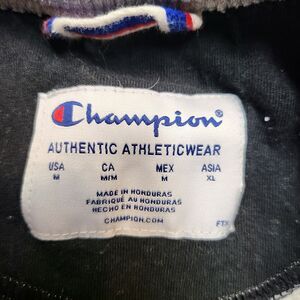 Champion®
AUTHENTIC ATHLETICWEAR
USA CA MEX ASIA
M M/M M XL
MADE IN HONDURAS
FABRIQUÉ AU HONDURAS
HECHO EN HONDURAS
CHAMPION.COM